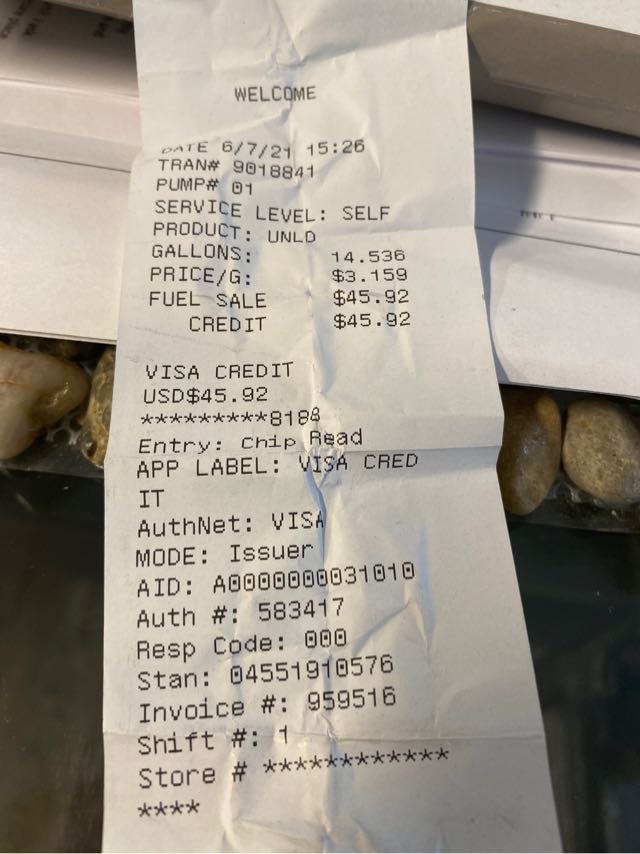 WELCOME
DATE 6/7/21 15:26
TRAN# 9018841
PUMP# 01
SERVICE LEVEL: SELF
PRODUCT: UNLD
GALLONS: 14.536
PRICE/G: $3.159
FUEL SALE $45.92
CREDIT $45.92
VISA CREDIT
USD$45.92
*********8188
Entry: Chip Read
APP LABEL: VISA CRED
IT
AuthNet: VISA
MODE: Issuer
AID: A0000000031010
Auth #: 583417
Resp Code: 000
Stan: 04551910576
Invoice #: 959516
Shift #: 1
Store # ************
****